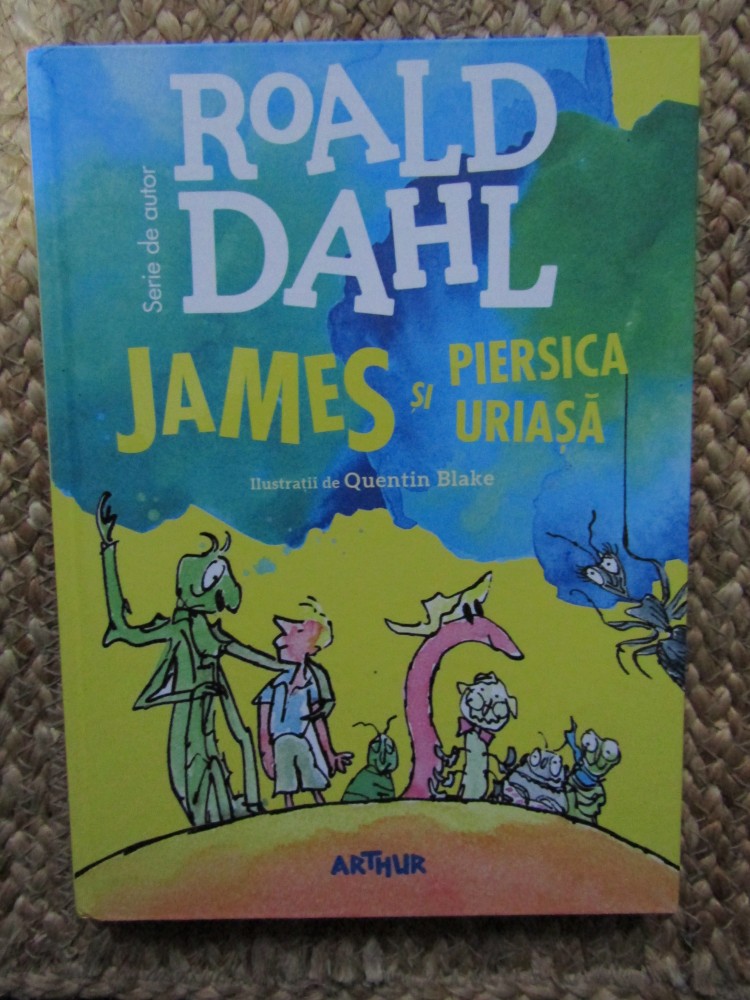 ROALD
DAHL
Serie de autor
JAMES ȘI PIERSICA
URIAȘĂ
Ilustrații de Quentin Blake
ARTHUR